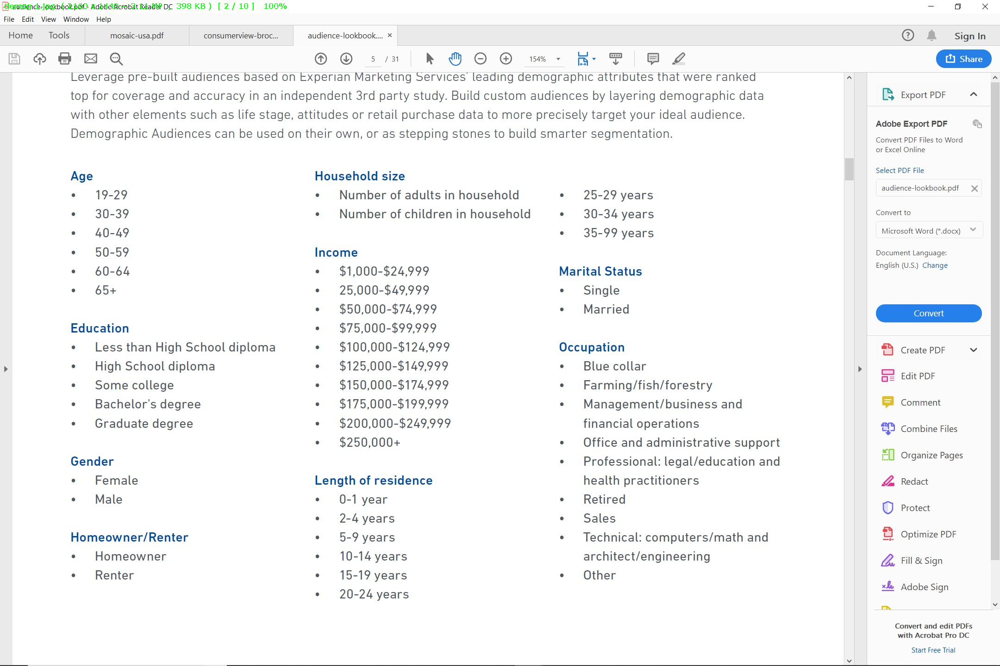 demog 1.jpg ( 2160 x 1440 ~ 3.11 MP, 398 KB ) [ 2 / 10 ] 100%
audience-lookbook.pdf - Adobe Acrobat Reader DC
File Edit View Window Help
Home Tools mosaic-usa.pdf consumerview-broc... audience-lookbook.... × Sign In
5 / 31 154% Share
Leverage pre-built audiences based on Experian Marketing Services' leading demographic attributes that were ranked
top for coverage and accuracy in an independent 3rd party study. Build custom audiences by layering demographic data
with other elements such as life stage, attitudes or retail purchase data to more precisely target your ideal audience.
Demographic Audiences can be used on their own, or as stepping stones to build smarter segmentation.
Age
• 19-29
• 30-39
• 40-49
• 50-59
• 60-64
• 65+
Education
• Less than High School diploma
• High School diploma
• Some college
• Bachelor's degree
• Graduate degree
Gender
• Female
• Male
Homeowner/Renter
• Homeowner
• Renter
Household size
• Number of adults in household
• Number of children in household
Income
• $1,000-$24,999
• 25,000-$49,999
• $50,000-$74,999
• $75,000-$99,999
• $100,000-$124,999
• $125,000-$149,999
• $150,000-$174,999
• $175,000-$199,999
• $200,000-$249,999
• $250,000+
Length of residence
• 0-1 year
• 2-4 years
• 5-9 years
• 10-14 years
• 15-19 years
• 20-24 years
• 25-29 years
• 30-34 years
• 35-99 years
Marital Status
• Single
• Married
Occupation
• Blue collar
• Farming/fish/forestry
• Management/business and
financial operations
• Office and administrative support
• Professional: legal/education and
health practitioners
• Retired
• Sales
• Technical: computers/math and
architect/engineering
• Other
Export PDF
Adobe Export PDF
Convert PDF Files to Word
or Excel Online
Select PDF File
audience-lookbook.pdf
Convert to
Microsoft Word (*.docx)
Document Language:
English (U.S.) Change
Convert
Create PDF
Edit PDF
Comment
Combine Files
Organize Pages
Redact
Protect
Optimize PDF
Fill & Sign
Adobe Sign
Convert and edit PDFs
with Acrobat Pro DC
Start Free Trial